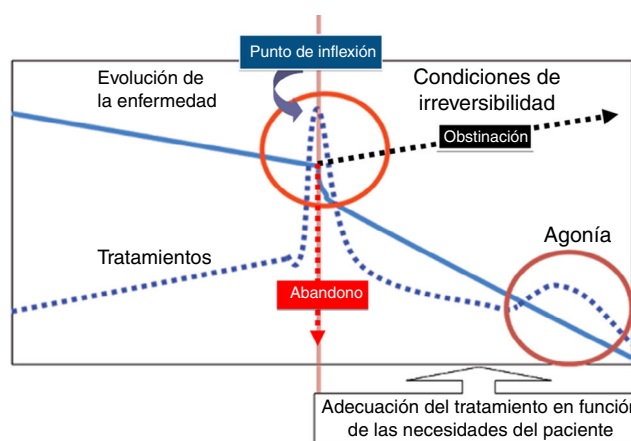 Punto de inflexión
Evolución de
la enfermedad
Condiciones de
irreversibilidad
Obstinación
Tratamientos
Agonía
Abandono
Adecuación del tratamiento en función
de las necesidades del paciente